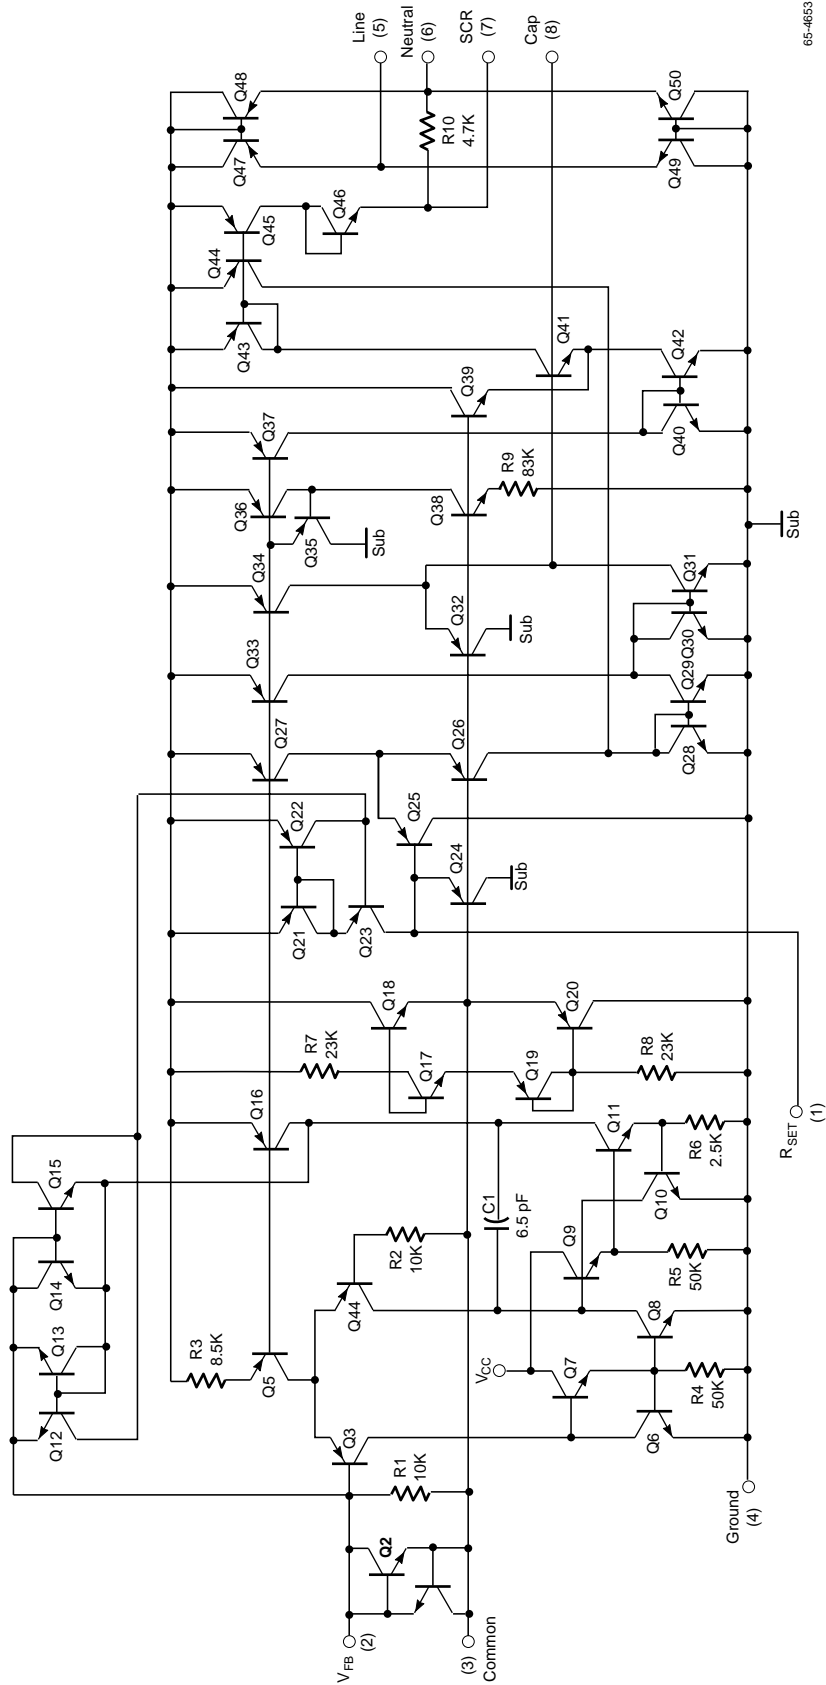 65-4653
Line
(5)
Neutral
(6)
SCR
(7)
Cap
(8)
Q48
Q47
R10
4.7K
Q50
Q49
Q46
Q45
Q44
Q43
Q41
Q42
Q40
Q39
Q37
Q36
Q35
Sub
Q38
R9
83K
Sub
Q34
Q33
Q32
Sub
Q31
Q30
Q29
Q28
Q27
Q26
Q25
Q24
Sub
Q22
Q21
Q23
Q18
Q17
R7
23K
Q20
Q19
R8
23K
RSET
(1)
Q16
Q15
Q14
Q13
Q12
Q11
R6
2.5K
Q10
Q9
R5
50K
C1
6.5 pF
R2
10K
Q44
R3
8.5K
Q5
Q8
Q7
VCC
R4
50K
Q6
Q3
R1
10K
Q2
Ground
(4)
VFB
(2)
(3)
Common